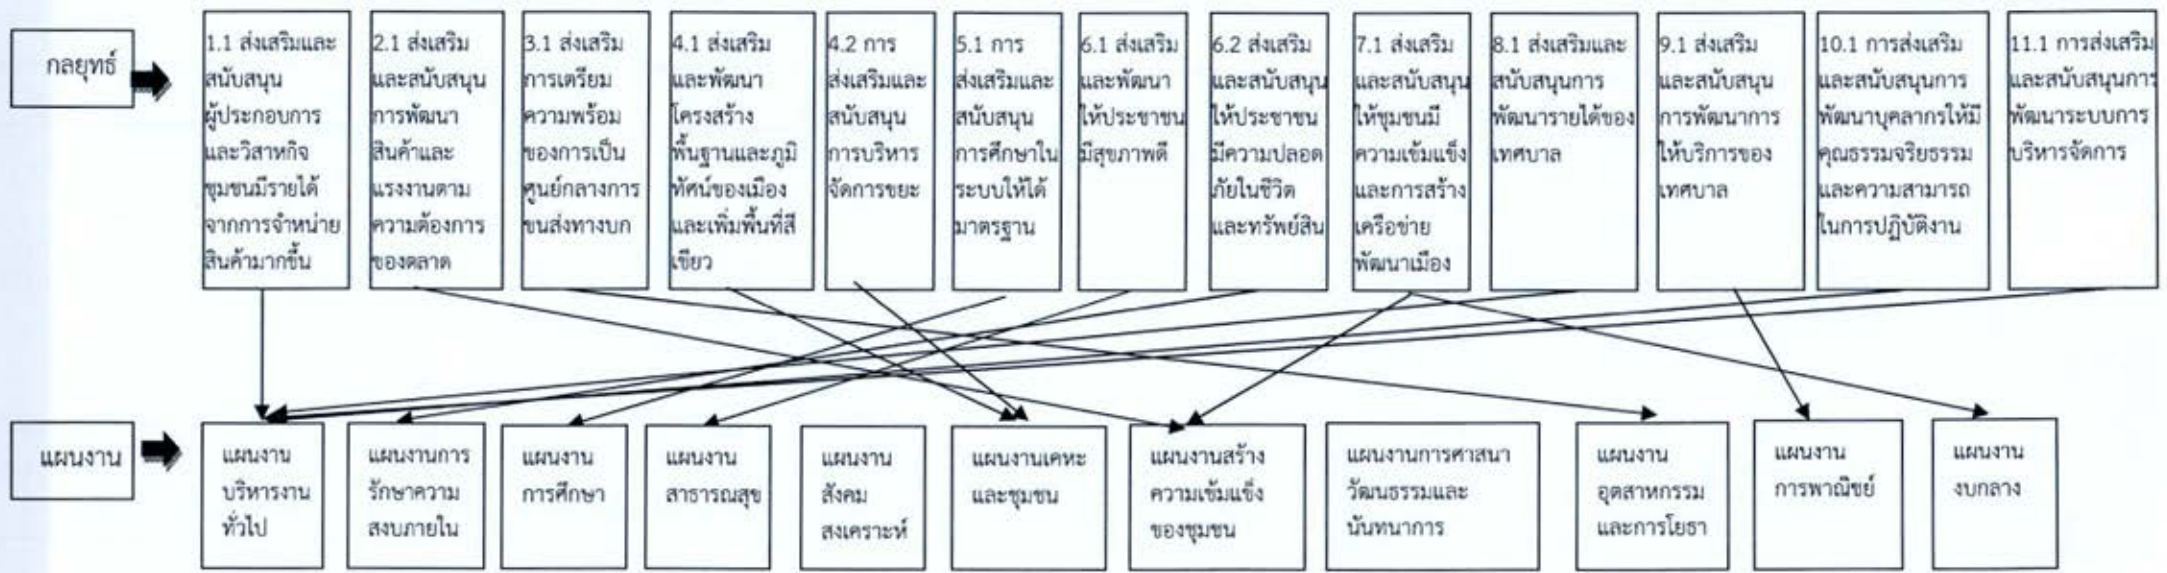 กลยุทธ์
1.1 ส่งเสริมและ
สนับสนุน
ผู้ประกอบการ
และวิสาหกิจ
ชุมชนมีรายได้
จากการจำหน่าย
สินค้ามากขึ้น
2.1 ส่งเสริม
และสนับสนุน
การพัฒนา
สินค้าและ
แรงงานตาม
ความต้องการ
ของตลาด
3.1 ส่งเสริม
การเตรียม
ความพร้อม
ของการเป็น
ศูนย์กลางการ
ขนส่งทางบก
4.1 ส่งเสริม
และพัฒนา
โครงสร้าง
พื้นฐานและภูมิ
ทัศน์ของเมือง
และเพิ่มพื้นที่สี
เขียว
4.2 การ
ส่งเสริมและ
สนับสนุน
การบริหาร
จัดการขยะ
5.1 การ
ส่งเสริมและ
สนับสนุน
การศึกษาใน
ระบบให้ได้
มาตรฐาน
6.1 ส่งเสริม
และพัฒนา
ให้ประชาชน
มีสุขภาพดี
6.2 ส่งเสริม
และสนับสนุน
ให้ประชาชน
มีความปลอด
ภัยในชีวิต
และทรัพย์สิน
7.1 ส่งเสริม
และสนับสนุน
ให้ชุมชนมี
ความเข้มแข็ง
และการสร้าง
เครือข่าย
พัฒนาเมือง
8.1 ส่งเสริมและ
สนับสนุนการ
พัฒนารายได้ของ
เทศบาล
9.1 ส่งเสริม
และสนับสนุน
การพัฒนาการ
ให้บริการของ
เทศบาล
10.1 การส่งเสริม
และสนับสนุนการ
พัฒนาบุคลากรให้มี
คุณธรรมจริยธรรม
และความสามารถ
ในการปฏิบัติงาน
11.1 การส่งเสริม
และสนับสนุนการ
พัฒนาระบบการ
บริหารจัดการ
แผนงาน
แผนงาน
บริหารงาน
ทั่วไป
แผนงานการ
รักษาความ
สงบภายใน
แผนงาน
การศึกษา
แผนงาน
สาธารณสุข
แผนงาน
สังคม
สงเคราะห์
แผนงานเคหะ
และชุมชน
แผนงานสร้าง
ความเข้มแข็ง
ของชุมชน
แผนงานการศาสนา
วัฒนธรรมและ
นันทนาการ
แผนงาน
อุตสาหกรรม
และการโยธา
แผนงาน
การพาณิชย์
แผนงาน
งบกลาง